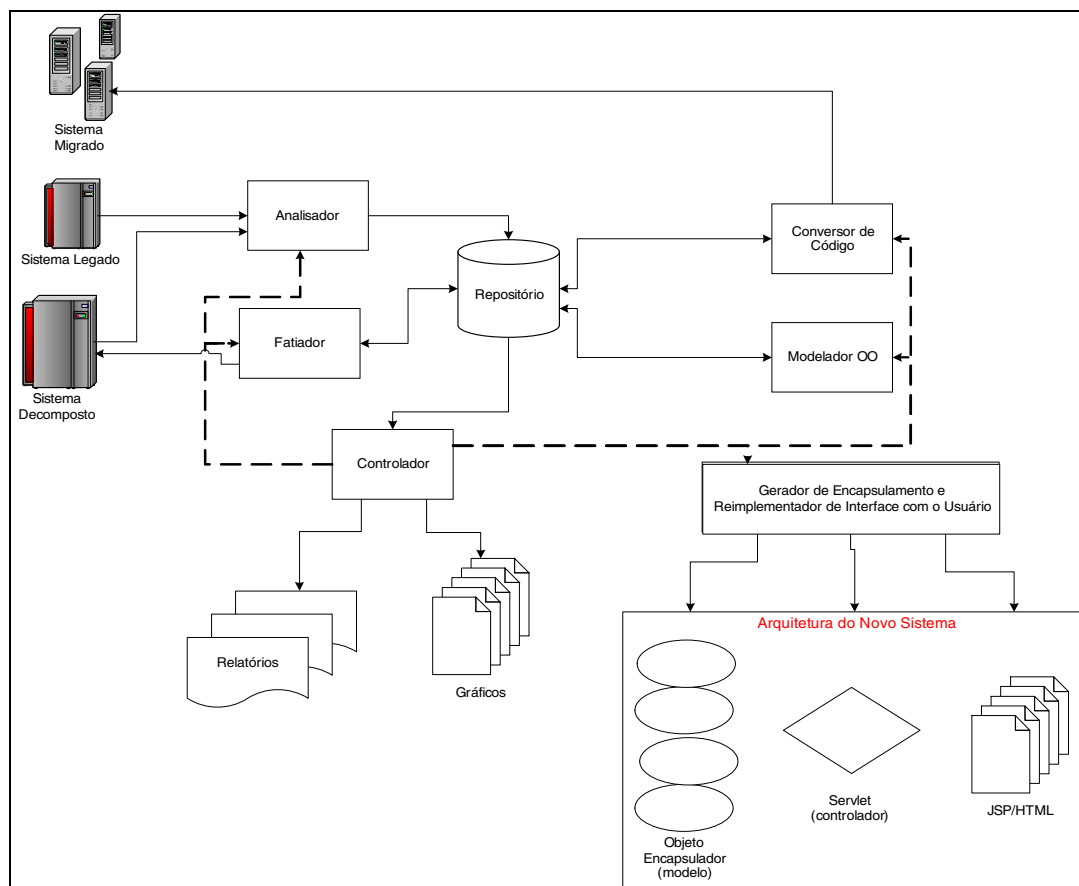 Sistema
Migrado
Analisador
Sistema Legado
Conversor de
Código
Repositório
Fatiador
Modelador OO
Sistema
Decomposto
Controlador
Gerador de Encapsulamento e
Reimplementador de Interface com o Usuário
Relatórios
Gráficos
Arquitetura do Novo Sistema
Servlet
(controlador)
JSP/HTML
Objeto
Encapsulador
(modelo)